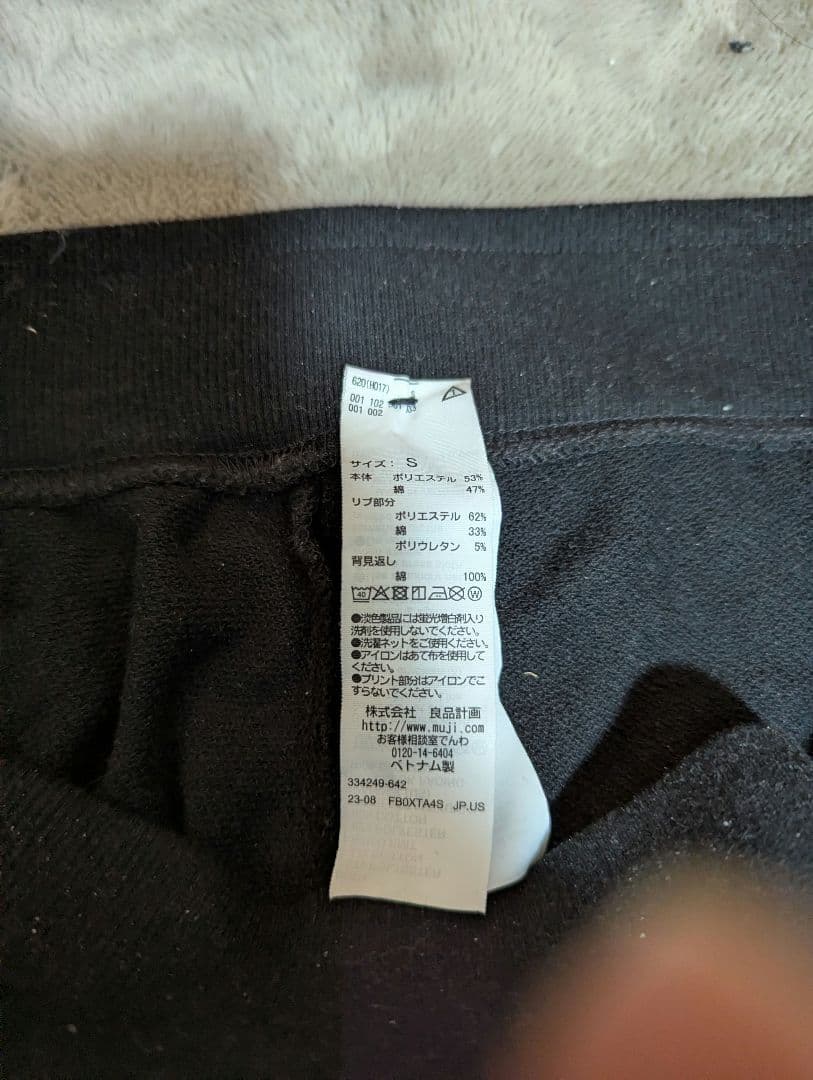 620(H017)
001 102
001 002
サイズ: S
本体 ポリエステル 53%
綿 47%
リブ部分
ポリエステル 62%
綿 33%
ポリウレタン 5%
背見返し
綿 100%
40 W
●淡色製品には蛍光増白剤入り
洗剤を使用しないでください。
●洗濯ネットをご使用ください。
●アイロンはあて布を使用して
ください。
●プリント部分はアイロンでこ
すらないでください。
株式会社 良品計画
http://www.muji.com
お客様相談室でんわ
0120-14-6404
ベトナム製
334249-642
23-08 FB0XTA4S JP.US